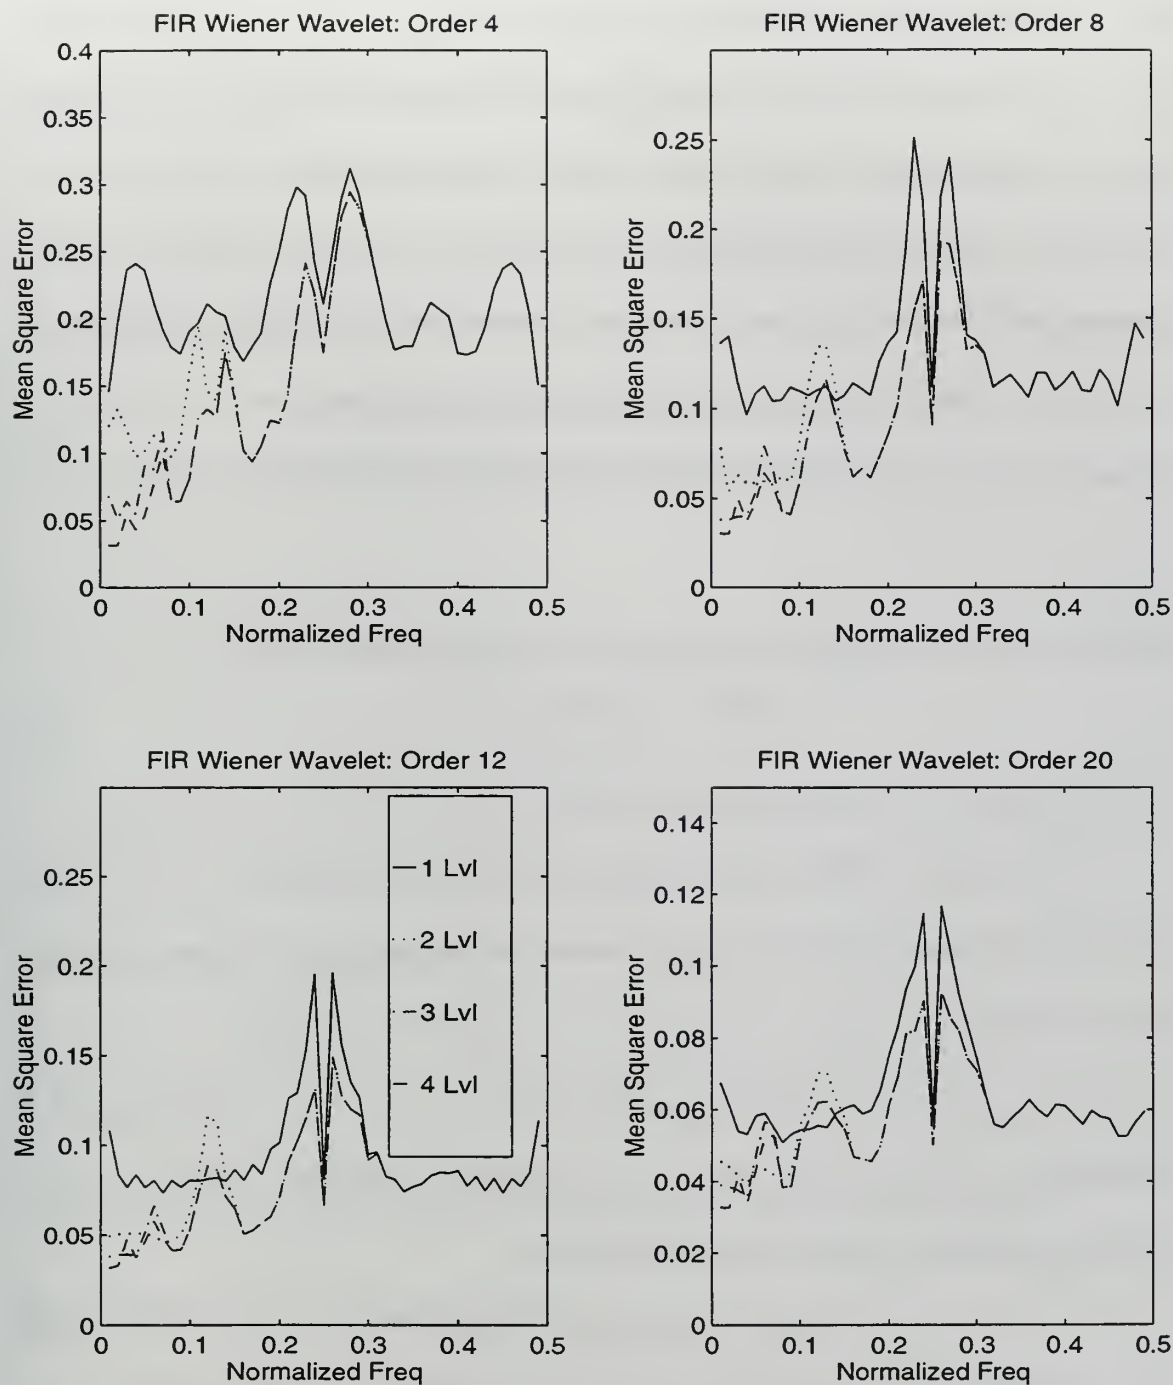 FIR Wiener Wavelet: Order 4
0.4
0.35
0.3
0.25
0.2
0.15
0.1
0.05
0
Mean Square Error
0 0.1 0.2 0.3 0.4 0.5
Normalized Freq
FIR Wiener Wavelet: Order 8
0.25
0.2
0.15
0.1
0.05
0
Mean Square Error
0 0.1 0.2 0.3 0.4 0.5
Normalized Freq
FIR Wiener Wavelet: Order 12
0.25
0.2
0.15
0.1
0.05
0
Mean Square Error
1 Lvl
2 Lvl
3 Lvl
4 Lvl
0 0.1 0.2 0.3 0.4 0.5
Normalized Freq
FIR Wiener Wavelet: Order 20
0.14
0.12
0.1
0.08
0.06
0.04
0.02
0
Mean Square Error
0 0.1 0.2 0.3 0.4 0.5
Normalized Freq